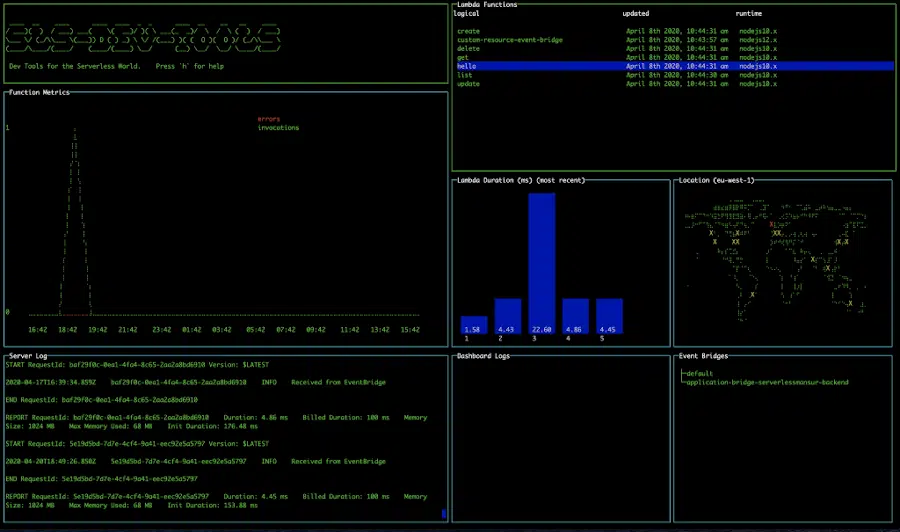 Dev Tools for the Serverless World.    Press `h` for help
Lambda Functions
logical    updated    runtime
create    April 8th 2020, 10:44:31 am    nodejs10.x
custom-resource-event-bridge    April 8th 2020, 10:43:57 am    nodejs12.x
delete    April 8th 2020, 10:44:31 am    nodejs10.x
get    April 8th 2020, 10:44:31 am    nodejs10.x
hello    April 8th 2020, 10:44:31 am    nodejs10.x
list    April 8th 2020, 10:44:30 am    nodejs10.x
update    April 8th 2020, 10:44:31 am    nodejs10.x
Function Metrics
errors
invocations
1
0
16:42 18:42 19:42 21:42 23:42 01:42 03:42 05:42 07:42 09:42 11:42 13:42 15:42
Lambda Duration (ms) (most recent)
1.58 4.43 22.60 4.86 4.45
1 2 3 4 5
Location (eu-west-1)
Server Log
START RequestId: baf29f0c-0ea1-4fa4-8c65-2aa2a8bd6910 Version: $LATEST
2020-04-17T16:39:34.859Z    baf29f0c-0ea1-4fa4-8c65-2aa2a8bd6910    INFO    Received from EventBridge
END RequestId: baf29f0c-0ea1-4fa4-8c65-2aa2a8bd6910
REPORT RequestId: baf29f0c-0ea1-4fa4-8c65-2aa2a8bd6910    Duration: 4.86 ms    Billed Duration: 100 ms    Memory
Size: 1024 MB    Max Memory Used: 68 MB    Init Duration: 176.48 ms
START RequestId: 5e19d5bd-7d7e-4cf4-9a41-eec92e5a5797 Version: $LATEST
2020-04-20T18:49:26.858Z    5e19d5bd-7d7e-4cf4-9a41-eec92e5a5797    INFO    Received from EventBridge
END RequestId: 5e19d5bd-7d7e-4cf4-9a41-eec92e5a5797
REPORT RequestId: 5e19d5bd-7d7e-4cf4-9a41-eec92e5a5797    Duration: 4.45 ms    Billed Duration: 100 ms    Memory
Size: 1024 MB    Max Memory Used: 68 MB    Init Duration: 153.88 ms
Dashboard Logs
Event Bridges
default
application-bridge-serverlessmansur-backend